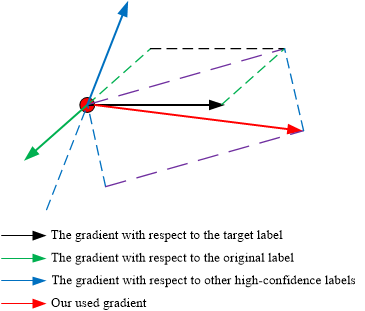 The gradient with respect to the target label
The gradient with respect to the original label
The gradient with respect to other high-confidence labels
Our used gradient